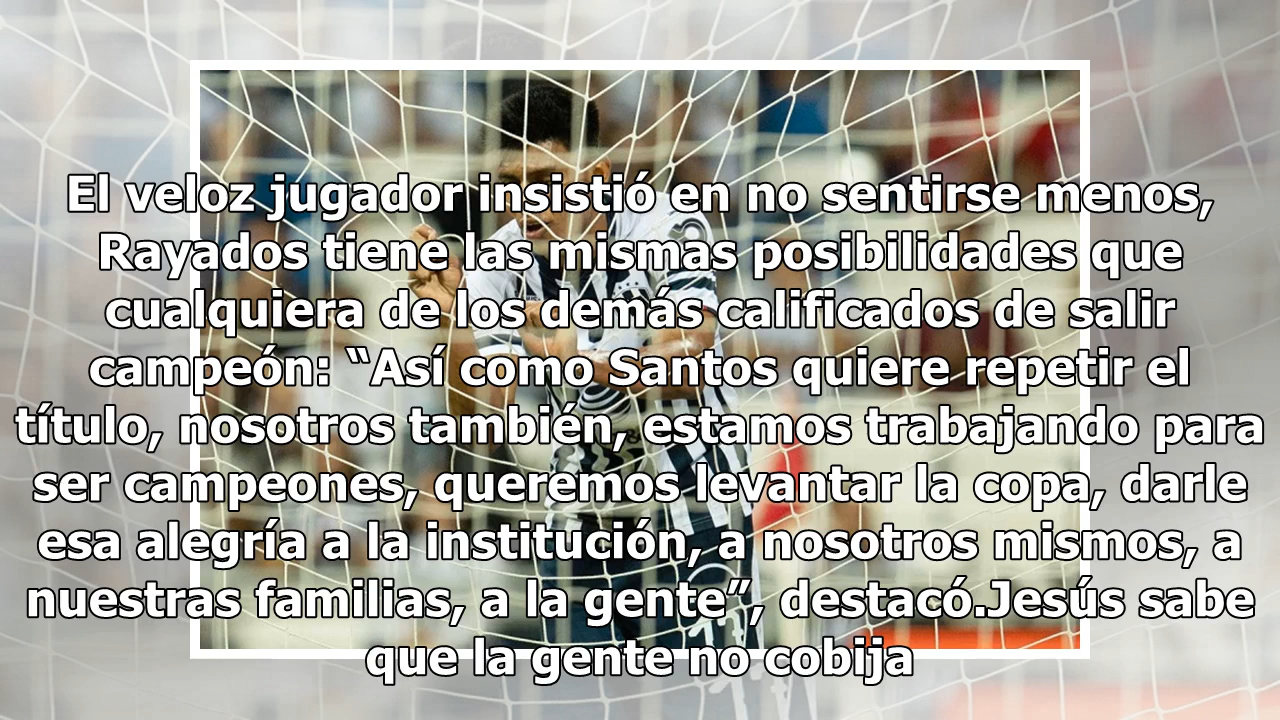 El veloz jugador insistió en no sentirse menos,
Rayados tiene las mismas posibilidades que
cualquiera de los demás calificados de salir
campeón: “Así como Santos quiere repetir el
título, nosotros también, estamos trabajando para
ser campeones, queremos levantar la copa, darle
esa alegría a la institución, a nosotros mismos, a
nuestras familias, a la gente”, destacó.Jesús sabe
que la gente no cobija